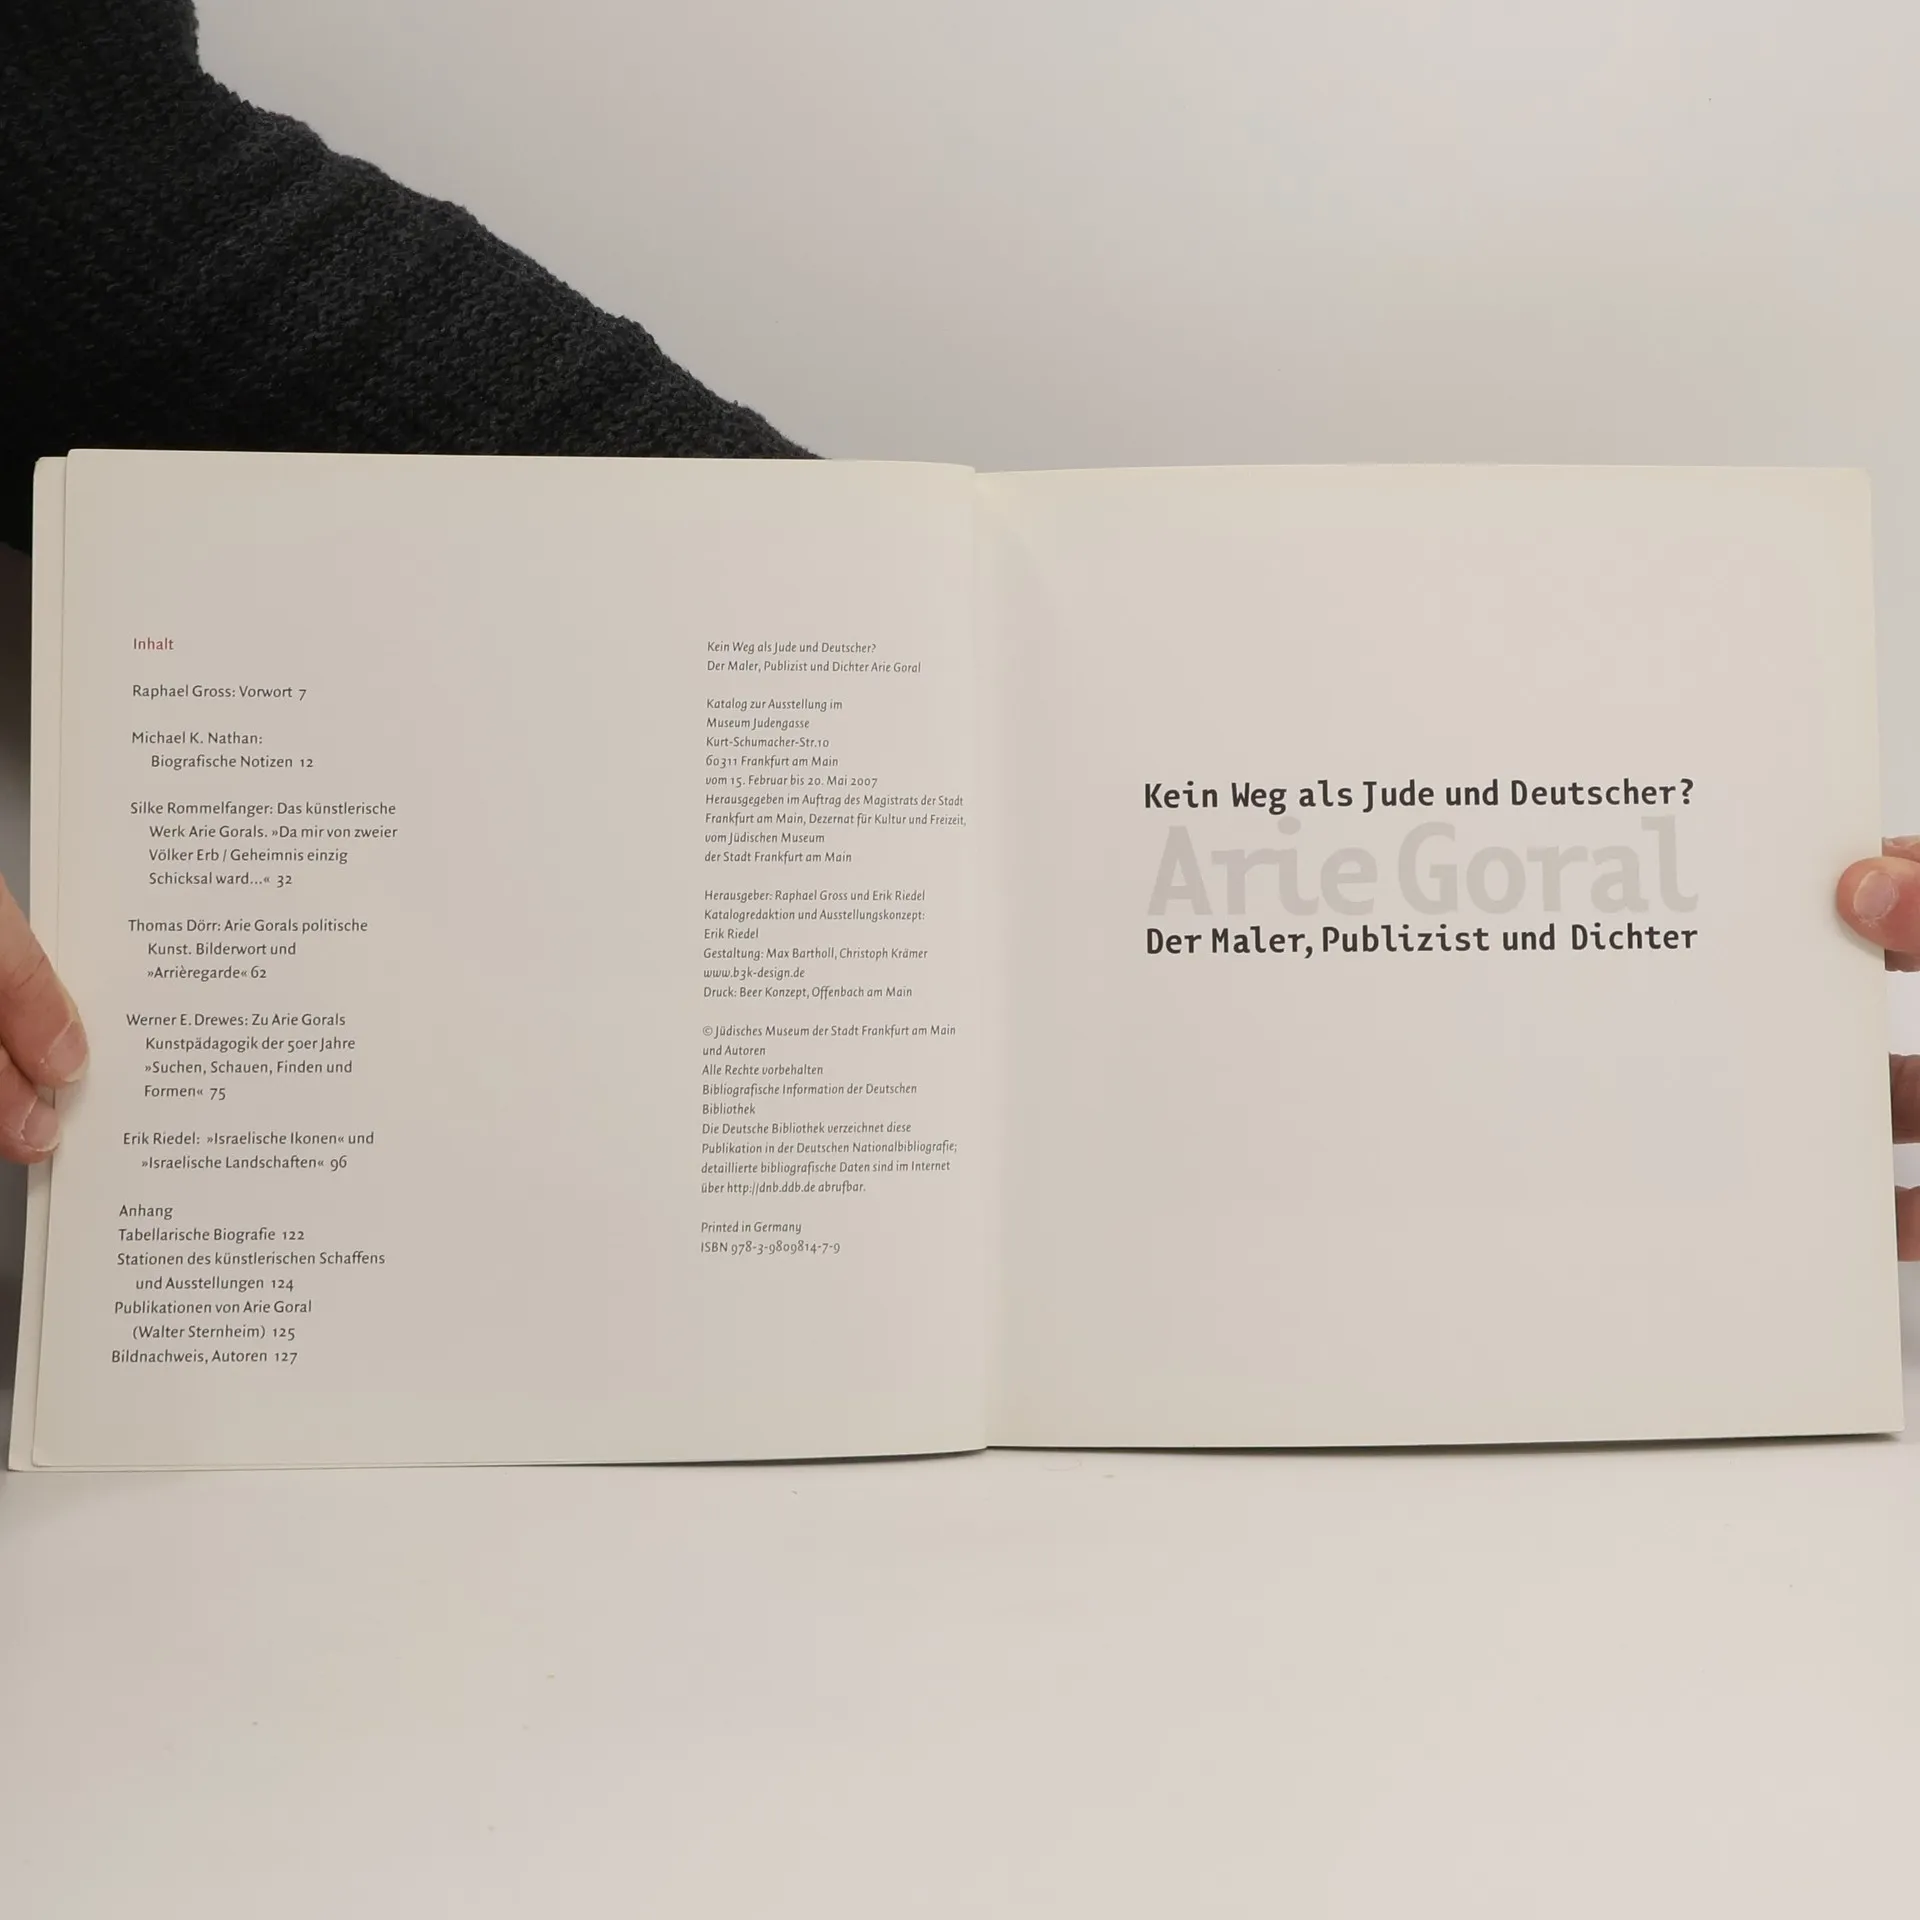 Inhalt
Raphael Gross: Vorwort 7
Michael K. Nathan:
Biografische Notizen 12
Silke Rommelfanger: Das künstlerische
Werk Arie Gorals. »Da mir von zweier
Völker Erb / Geheimnis einzig
Schicksal ward...« 32
Thomas Dörr: Arie Gorals politische
Kunst. Bilderwort und
»Arrièregarde« 62
Werner E. Drewes: Zu Arie Gorals
Kunstpädagogik der 50er Jahre
»Suchen, Schauen, Finden und
Formen« 75
Erik Riedel: »Israelische Ikonen« und
»Israelische Landschaften« 96
Anhang
Tabellarische Biografie 122
Stationen des künstlerischen Schaffens
und Ausstellungen 124
Publikationen von Arie Goral
(Walter Sternheim) 125
Bildnachweis, Autoren 127
Kein Weg als Jude und Deutscher?
Der Maler, Publizist und Dichter Arie Goral
Katalog zur Ausstellung im
Museum Judengasse
Kurt-Schumacher-Str.10
60311 Frankfurt am Main
vom 15. Februar bis 20. Mai 2007
Herausgegeben im Auftrag des Magistrats der Stadt
Frankfurt am Main, Dezernat für Kultur und Freizeit,
vom Jüdischen Museum
der Stadt Frankfurt am Main
Herausgeber: Raphael Gross und Erik Riedel
Katalogredaktion und Ausstellungskonzept:
Erik Riedel
Gestaltung: Max Bartholl, Christoph Krämer
www.b3k-design.de
Druck: Beer Konzept, Offenbach am Main
© Jüdisches Museum der Stadt Frankfurt am Main
und Autoren
Alle Rechte vorbehalten
Bibliografische Information der Deutschen
Bibliothek
Die Deutsche Bibliothek verzeichnet diese
Publikation in der Deutschen Nationalbibliografie;
detaillierte bibliografische Daten sind im Internet
über http://dnb.ddb.de abrufbar.
Printed in Germany
ISBN 978-3-9809814-7-9
Kein Weg als Jude und Deutscher?
Arie Goral
Der Maler, Publizist und Dichter